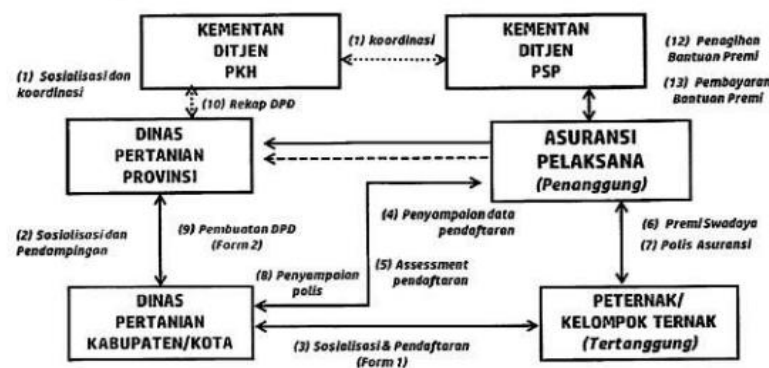 KEMENTAN
DITJEN
PKH
(1) koordinasi
KEMENTAN
DITJEN
PSP
(12) Penagihan
Bantuan Premi
(13) Pembayaran
Bantuan Premi
(1) Sosialisasi dan
koordinasi
(10) Rekap DPD
DINAS
PERTANIAN
PROVINSI
ASURANSI
PELAKSANA
(Penanggung)
(2) Sosialisasi dan
Pendampingan
(9) Pembuatan DPD
(Form 2)
(4) Penyampaian data
pendaftaran
(6) Premi Swadaya
(7) Polis Asuransi
(8) Penyampaian
polis
(5) Assessment
pendaftaran
DINAS
PERTANIAN
KABUPATEN/KOTA
(3) Sosialisasi & Pendaftaran
(Form 1)
PETERNAK/
KELOMPOK TERNAK
(Tertanggung)